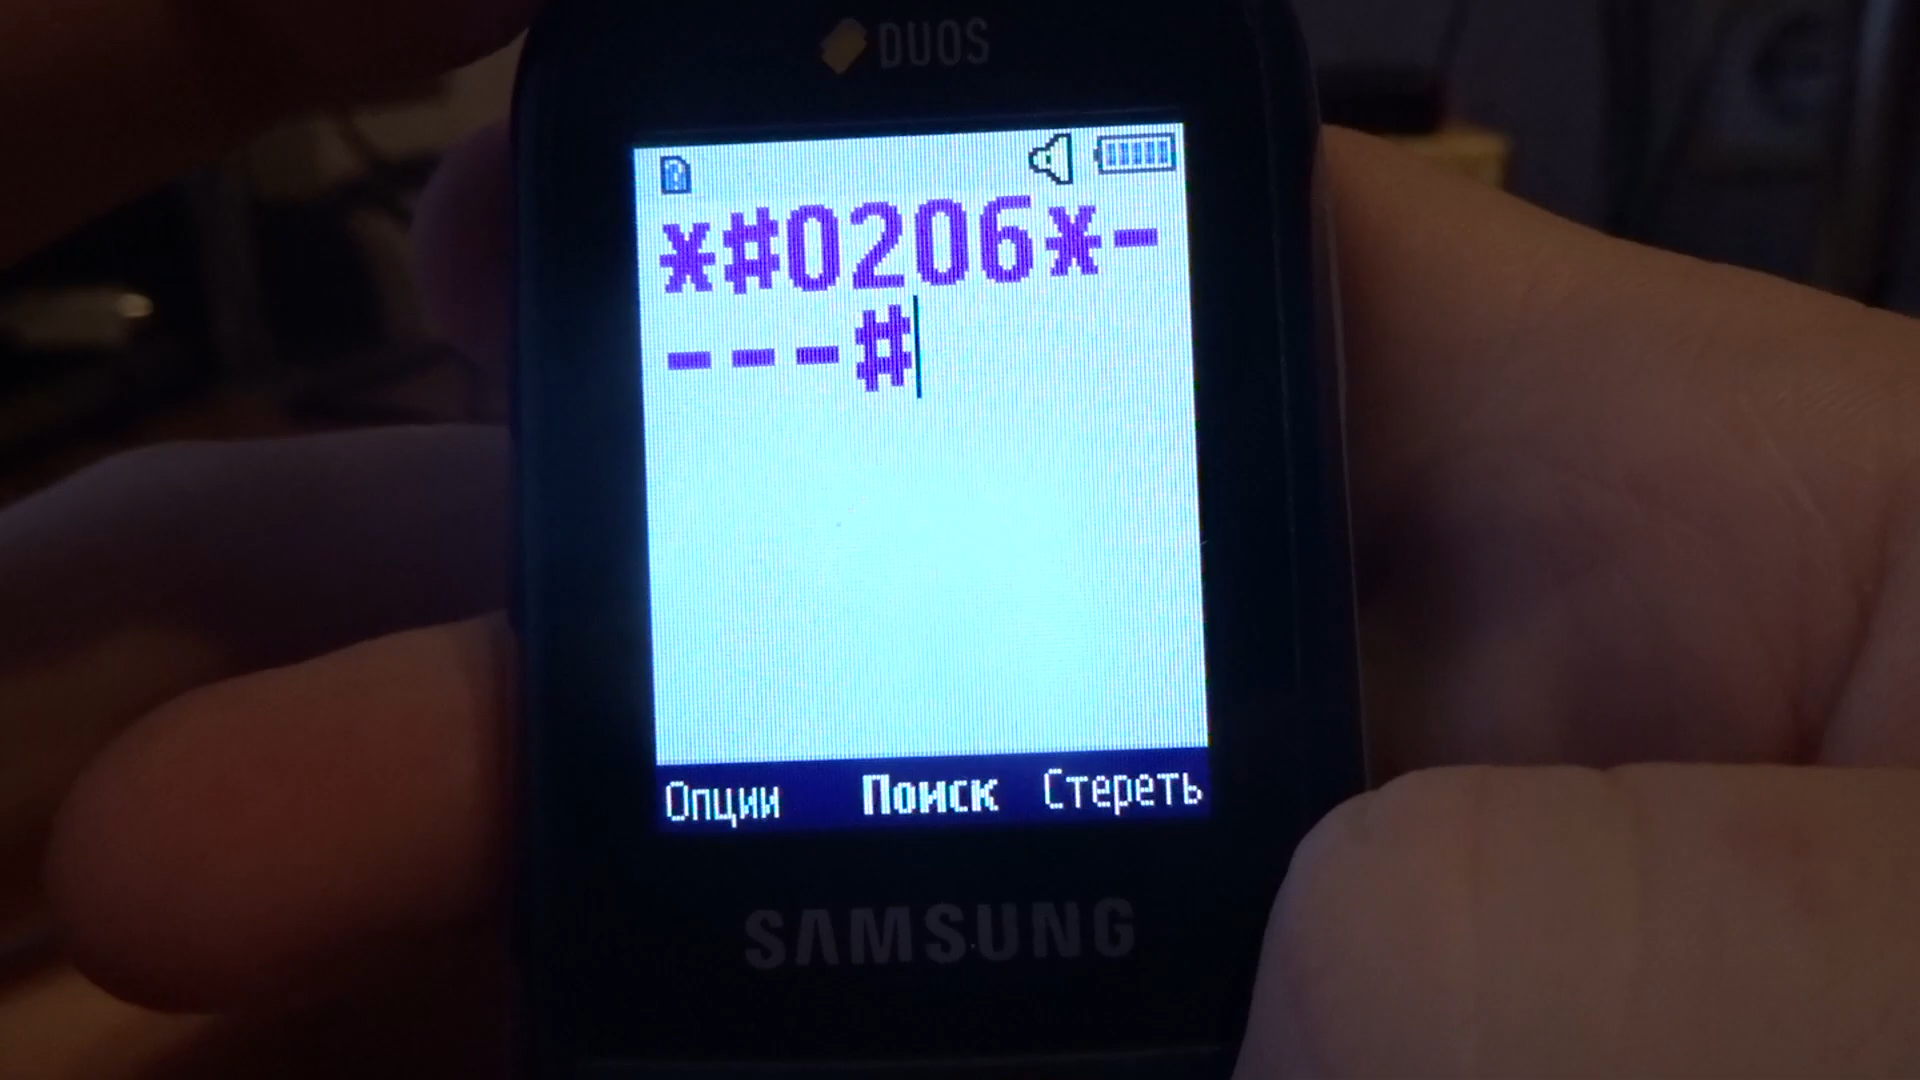 DUOS
*#0206*-
---#
Опции Поиск Стереть
SAMSUNG